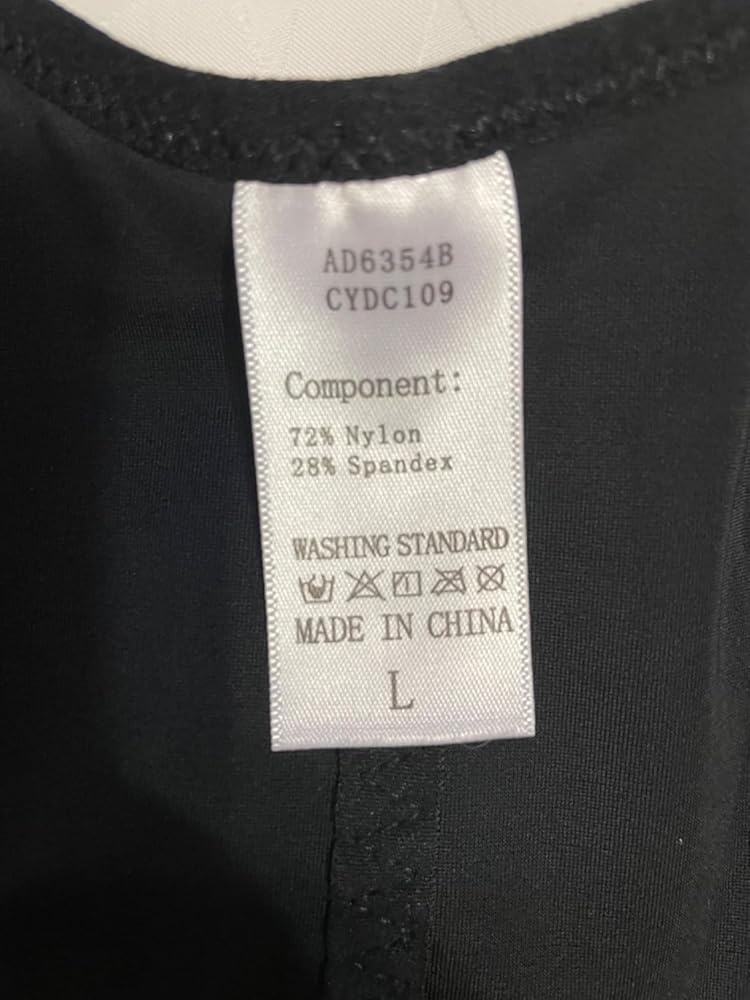 AD6354B
CYDC109
Component:
72% Nylon
28% Spandex
WASHING STANDARD
MADE IN CHINA
L